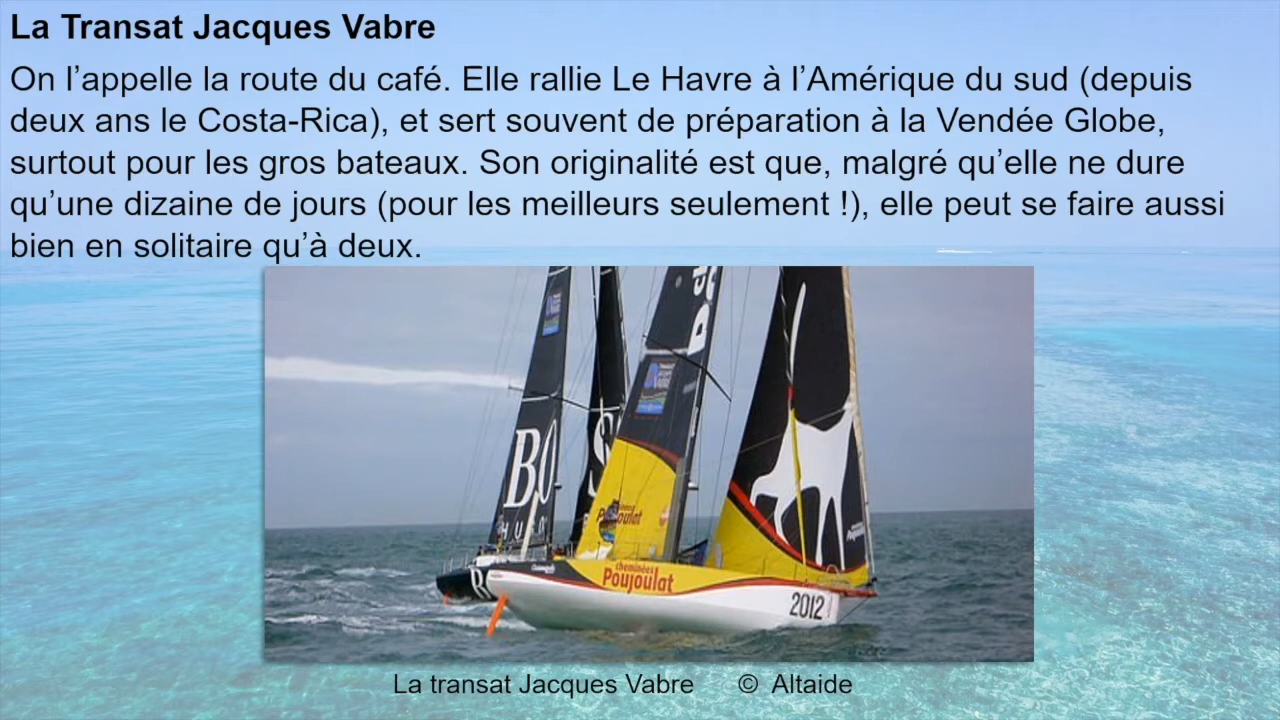 La Transat Jacques Vabre
On l’appelle la route du café. Elle rallie Le Havre à l’Amérique du sud (depuis
deux ans le Costa-Rica), et sert souvent de préparation à la Vendée Globe,
surtout pour les gros bateaux. Son originalité est que, malgré qu’elle ne dure
qu’une dizaine de jours (pour les meilleurs seulement !), elle peut se faire aussi
bien en solitaire qu’à deux.
BO
Poujoulat
cheminées
Poujoulat
2012
La transat Jacques Vabre © Altaide